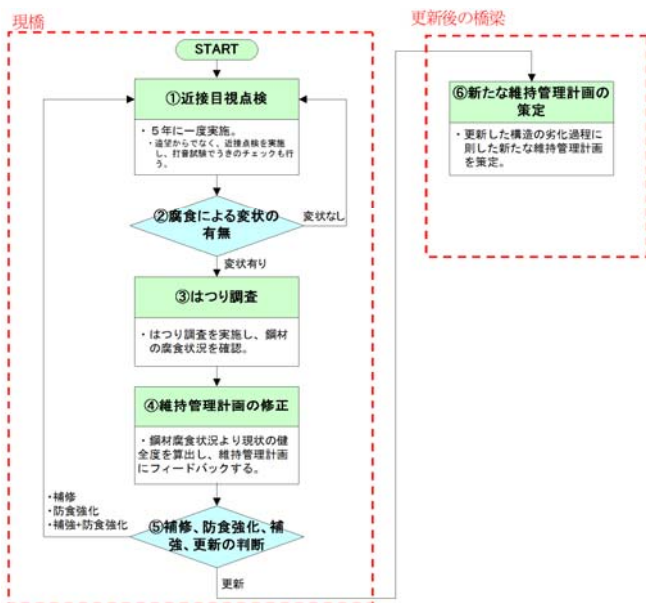 現橋
START
①近接目視点検
・5年に一度実施。
・遠望からでなく、近接点検を実施
し、打音試験でうきのチェックも行
う。
②腐食による変状の
有無
変状なし
変状有り
③はつり調査
・はつり調査を実施し、鋼材
の腐食状況を確認。
④維持管理計画の修正
・鋼材腐食状況より現状の健
全度を算出し、維持管理計画
にフィードバックする。
・補修
・防食強化
・補強+防食強化
⑤補修、防食強化、補
強、更新の判断
更新
更新後の橋梁
⑥新たな維持管理計画の
策定
・更新した構造の劣化過程に
則した新たな維持管理計画
を策定。